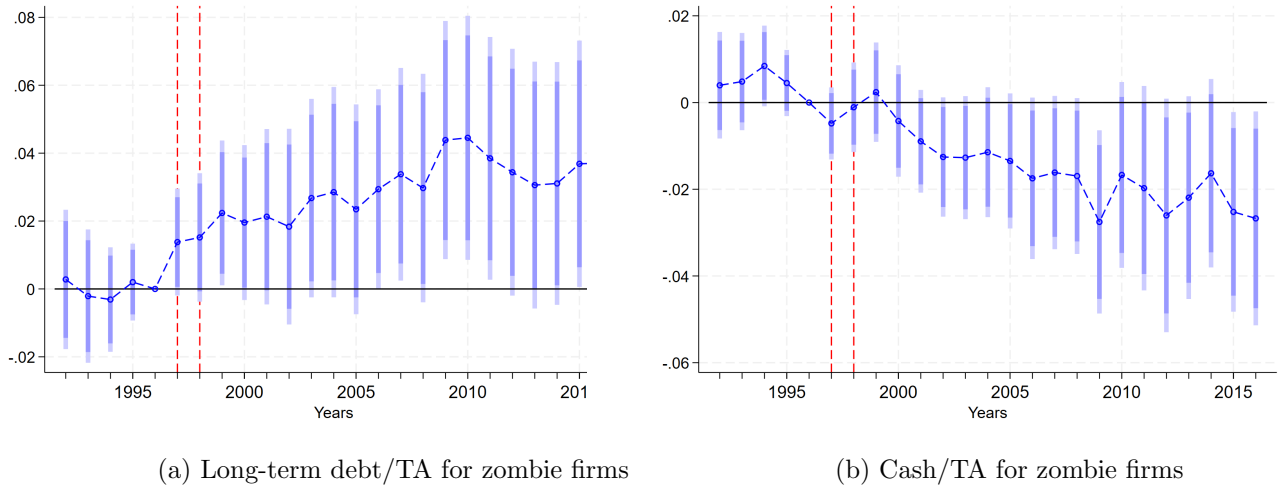 .08
.06
.04
.02
0
-.02
1995 2000 2005 2010 201
Years
.02
0
-.02
-.04
-.06
1995 2000 2005 2010 2015
Years
(a) Long-term debt/TA for zombie firms
(b) Cash/TA for zombie firms